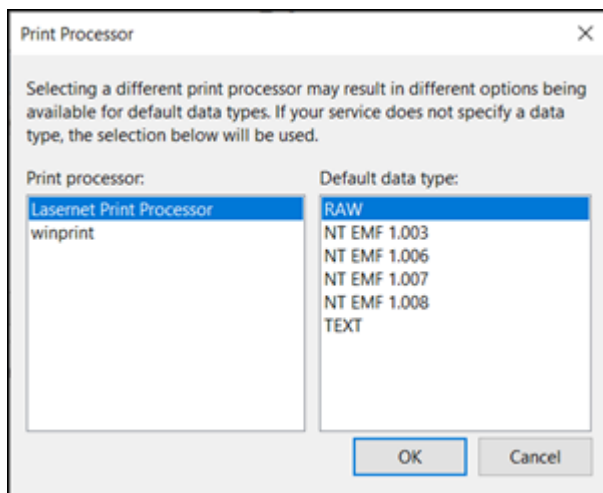 Print Processor
Selecting a different print processor may result in different options being
available for default data types. If your service does not specify a data
type, the selection below will be used.
Print processor:
Lasernet Print Processor
winprint
Default data type:
RAW
NT EMF 1.003
NT EMF 1.006
NT EMF 1.007
NT EMF 1.008
TEXT
OK
Cancel